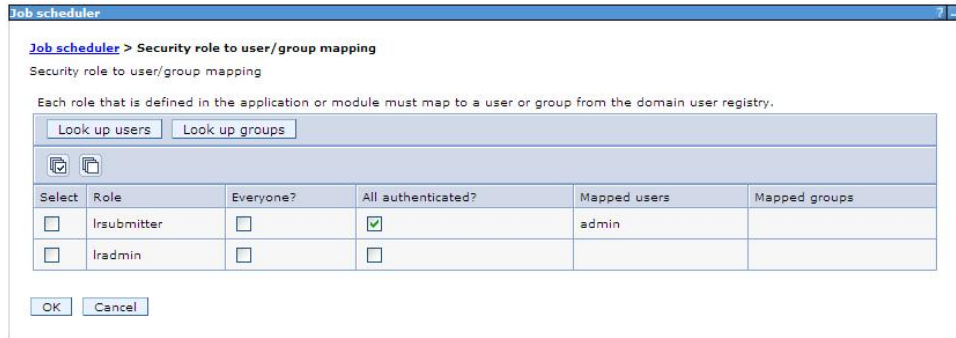 Job scheduler ? -
Job scheduler > Security role to user/group mapping
Security role to user/group mapping
Each role that is defined in the application or module must map to a user or group from the domain user registry.
Look up users Look up groups
Select Role Everyone? All authenticated? Mapped users Mapped groups
lrsubmitter admin
lradmin
OK Cancel